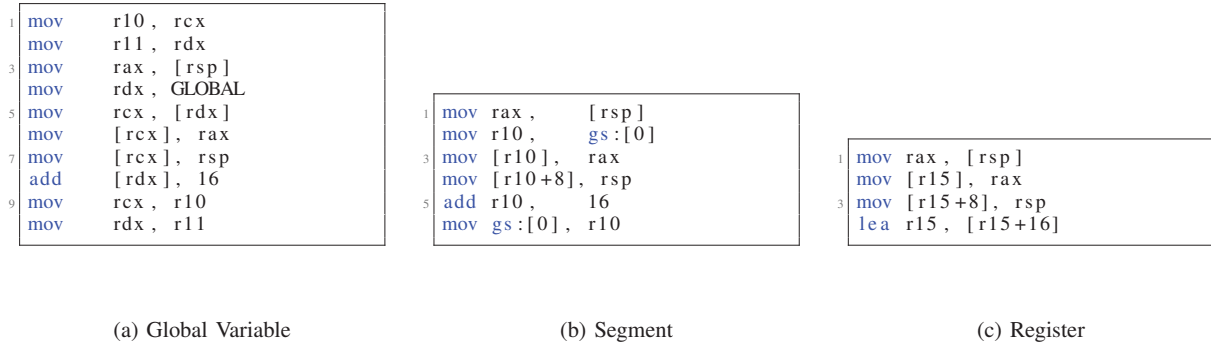 1 mov r10, rcx
mov r11, rdx
3 mov rax, [rsp]
mov rdx, GLOBAL
5 mov rcx, [rdx]
mov [rcx], rax
7 mov [rcx], rsp
add [rdx], 16
9 mov rcx, r10
mov rdx, r11
(a) Global Variable
1 mov rax, [rsp]
mov r10, gs:[0]
3 mov [r10], rax
mov [r10+8], rsp
5 add r10, 16
mov gs:[0], r10
(b) Segment
1 mov rax, [rsp]
mov [r15], rax
3 mov [r15+8], rsp
lea r15, [r15+16]
(c) Register